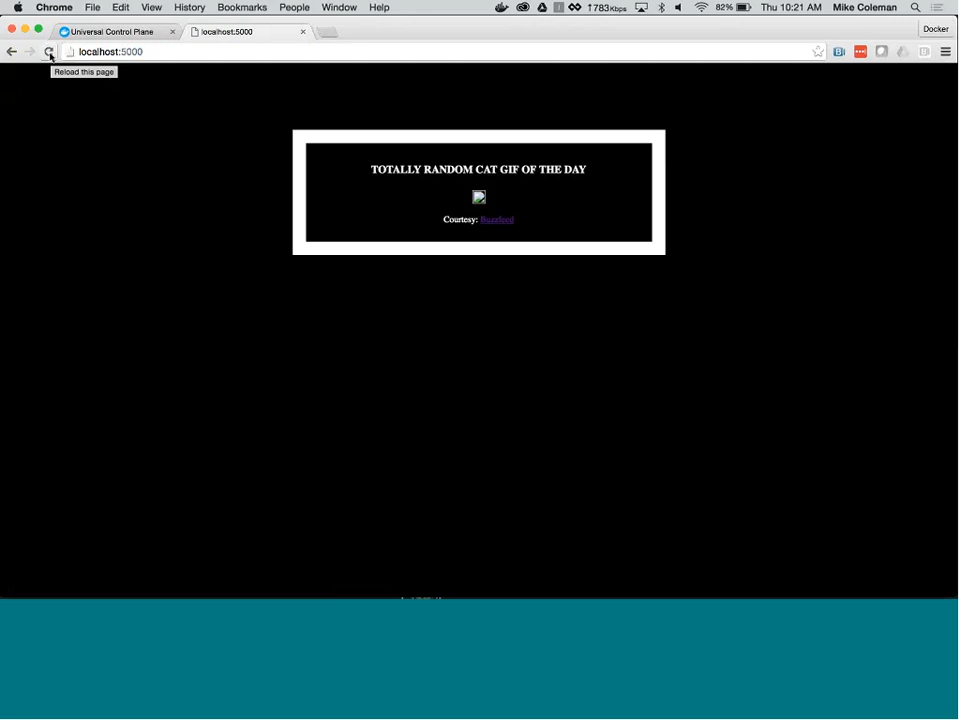 Chrome File Edit View History Bookmarks People Window Help 783Kbps 82% Thu 10:21 AM Mike Coleman
Universal Control Plane localhost:5000 Docker
localhost:5000
Reload this page
TOTALLY RANDOM CAT GIF OF THE DAY
Courtesy: Buzzfeed